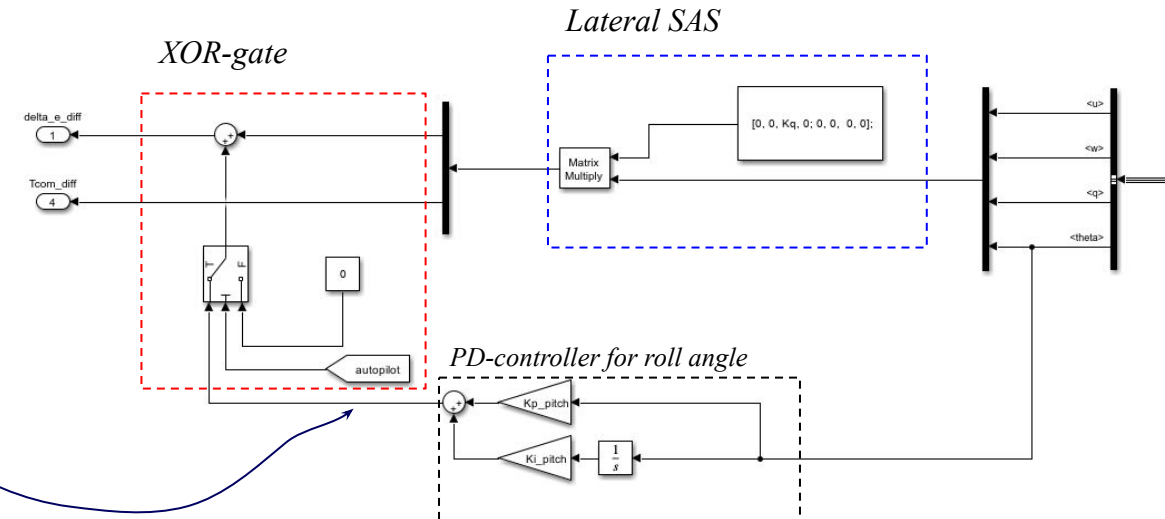 Lateral SAS
XOR-gate
delta_e_diff
1
Tcom_diff
4
+
+
T
F
0
autopilot
Matrix
Multiply
[0, 0, Kq, 0; 0, 0, 0, 0];
<u>
<w>
<q>
<theta>
PD-controller for roll angle
+
+
Kp_pitch
Ki_pitch
1
s